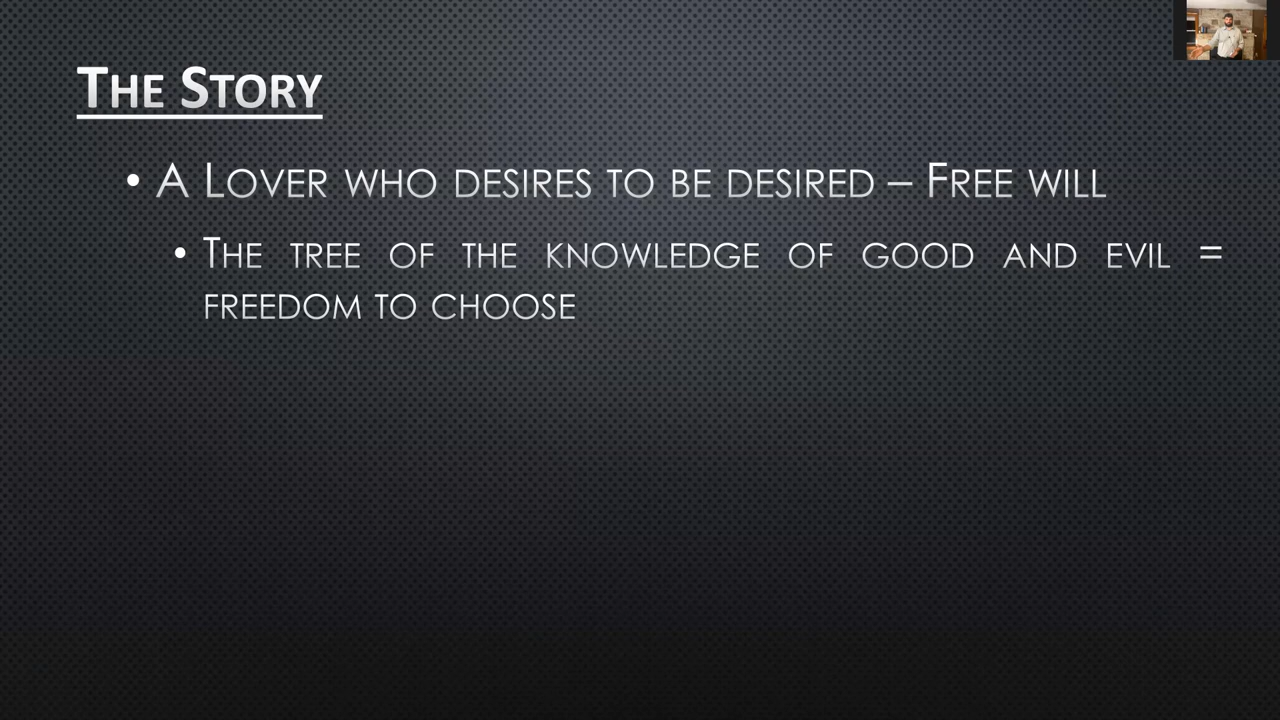 The Story
• A Lover who desires to be desired – Free will
• The tree of the knowledge of good and evil =
freedom to choose